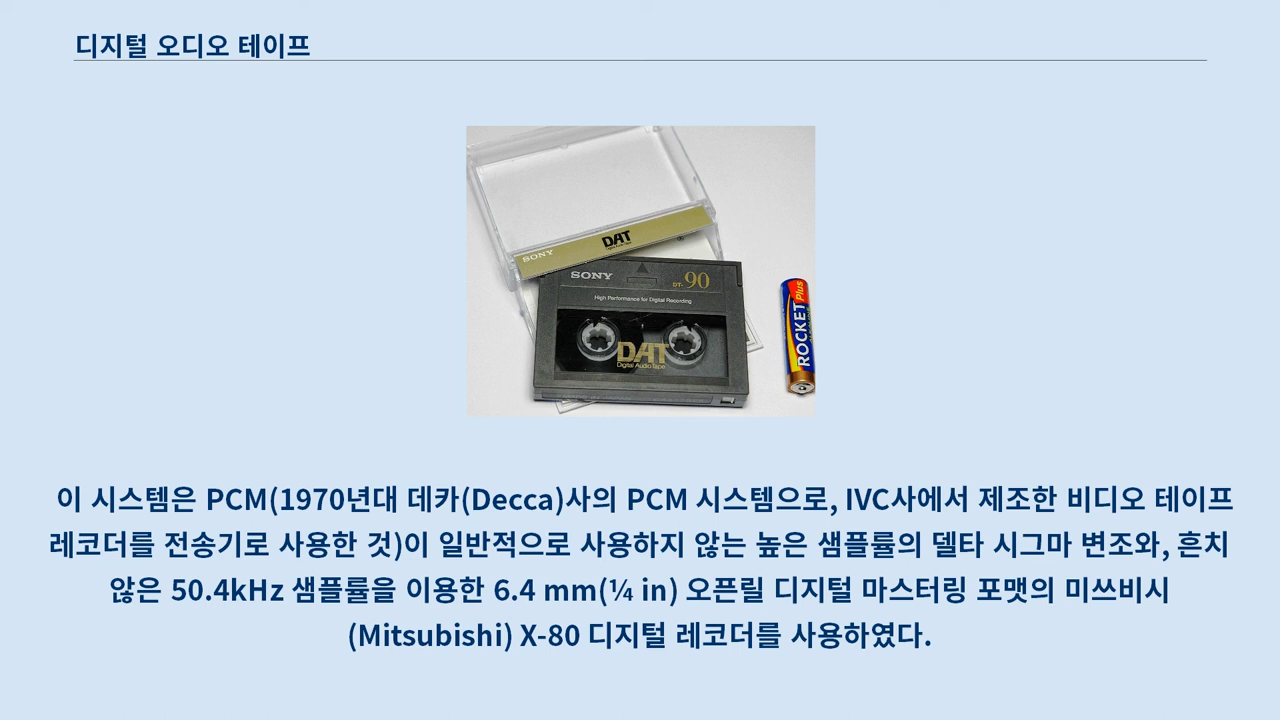 디지털 오디오 테이프
DAT
SONY
SONY
DT-90
High Performance for Digital Recording
DAT
Digital Audio Tape
ROCKET Plus
이 시스템은 PCM(1970년대 데카(Decca)사의 PCM 시스템으로, IVC사에서 제조한 비디오 테이프
레코더를 전송기로 사용한 것)이 일반적으로 사용하지 않는 높은 샘플률의 델타 시그마 변조와, 흔치
않은 50.4kHz 샘플률을 이용한 6.4 mm(¼ in) 오픈릴 디지털 마스터링 포맷의 미쓰비시
(Mitsubishi) X-80 디지털 레코더를 사용하였다.